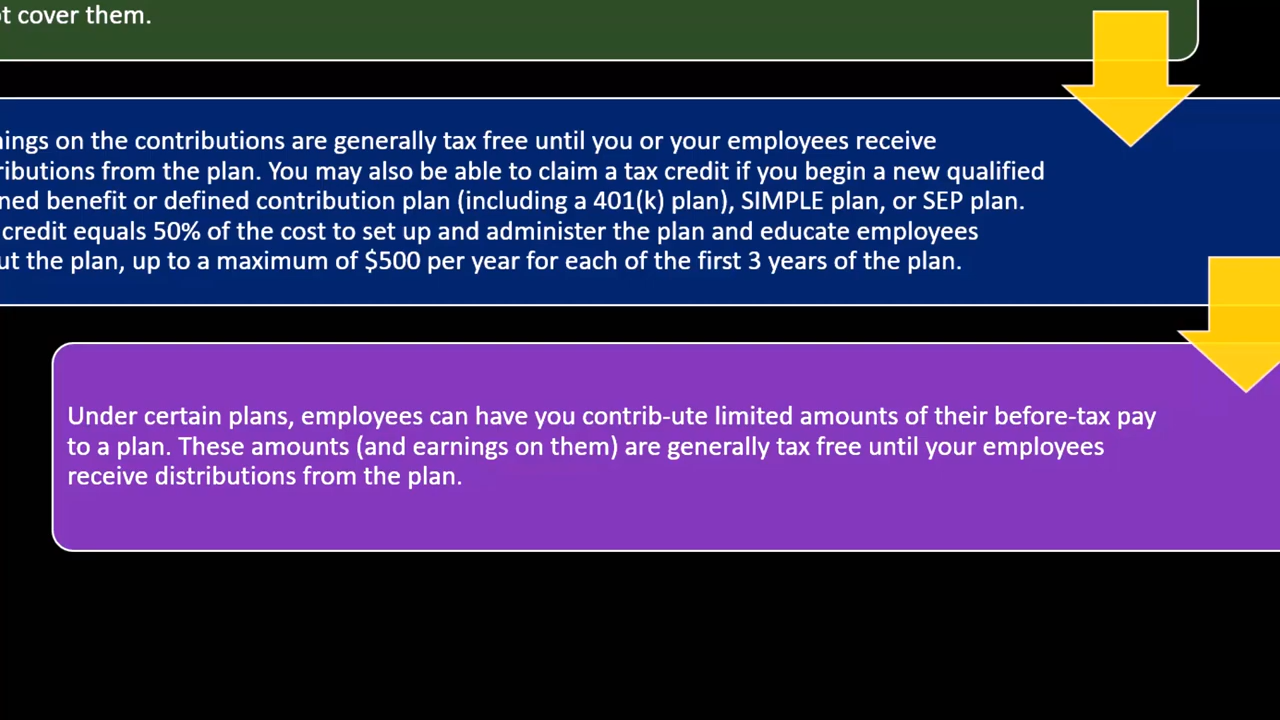 ot cover them.
nings on the contributions are generally tax free until you or your employees receive
ributions from the plan. You may also be able to claim a tax credit if you begin a new qualified
ned benefit or defined contribution plan (including a 401(k) plan), SIMPLE plan, or SEP plan.
credit equals 50% of the cost to set up and administer the plan and educate employees
ut the plan, up to a maximum of $500 per year for each of the first 3 years of the plan.
Under certain plans, employees can have you contrib-ute limited amounts of their before-tax pay
to a plan. These amounts (and earnings on them) are generally tax free until your employees
receive distributions from the plan.